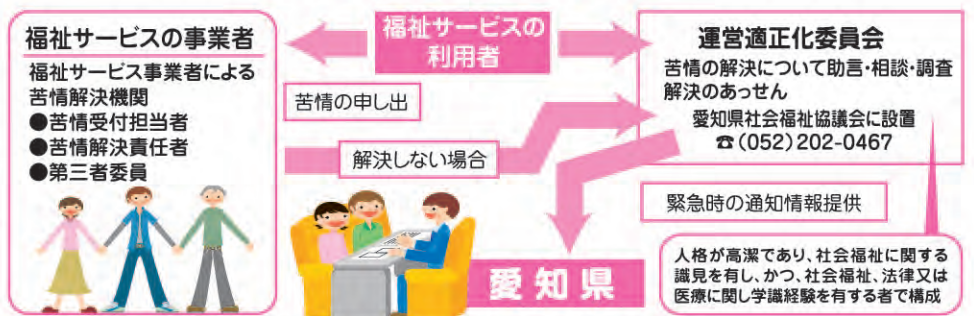 福祉サービスの事業者
福祉サービス事業者による
苦情解決機関
●苦情受付担当者
●苦情解決責任者
●第三者委員
福祉サービスの
利用者
苦情の申し出
解決しない場合
運営適正化委員会
苦情の解決について助言・相談・調査
解決のあっせん
愛知県社会福祉協議会に設置
☎(052)202-0467
緊急時の通知情報提供
愛知県
人格が高潔であり、社会福祉に関する
識見を有し、かつ、社会福祉、法律又は
医療に関し学識経験を有する者で構成